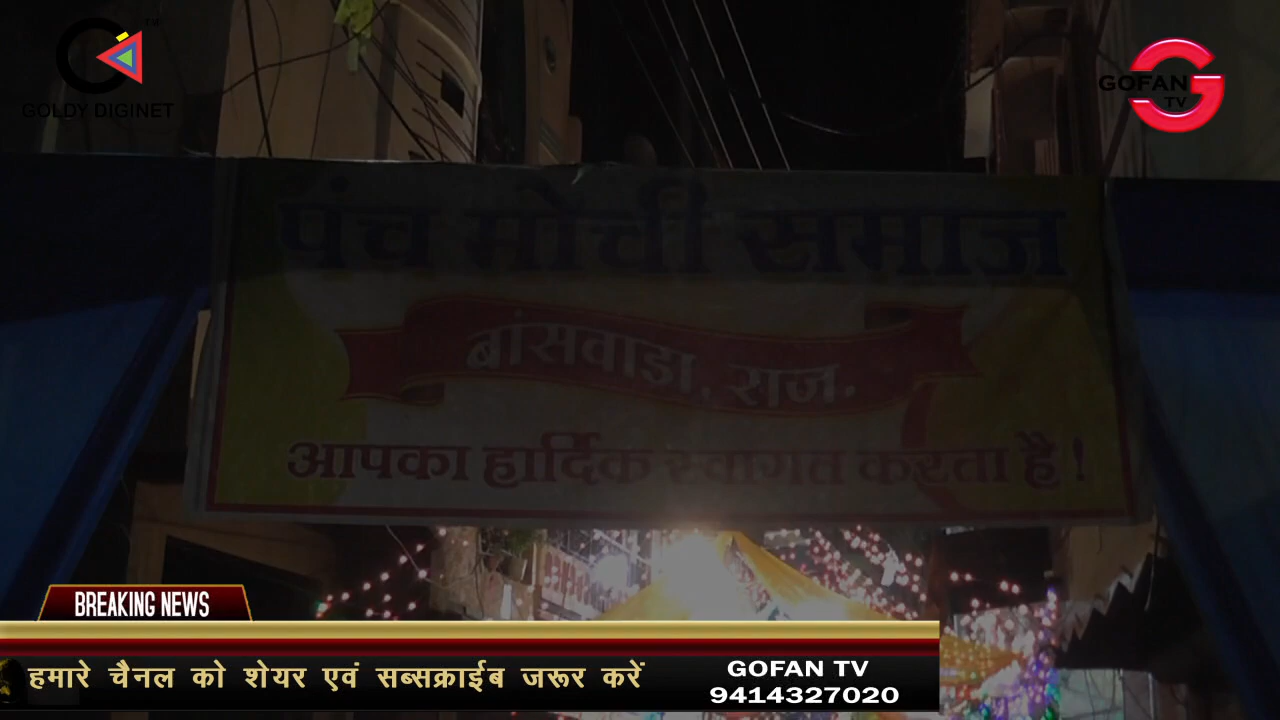 TM
GOLDY DIGINET
GOFAN
TV
पंच मोची समाज
बांसवाडा, राज.
आपका हार्दिक स्वागत करता है !
BREAKING NEWS
हमारे चैनल को शेयर एवं सब्सक्राईब जरूर करें
GOFAN TV
9414327020